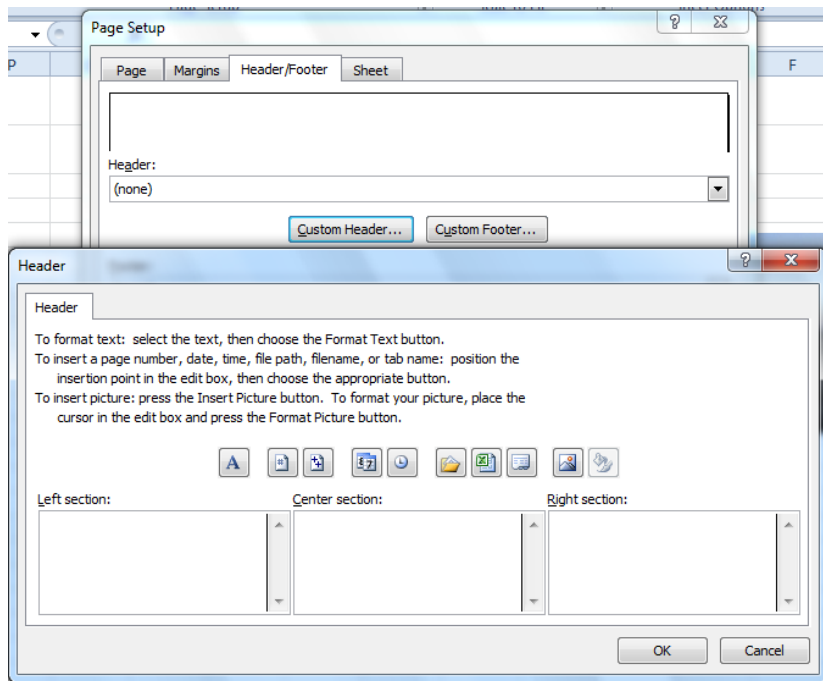 Page Setup
P
F
Page Margins Header/Footer Sheet
Header:
(none)
Custom Header... Custom Footer...
Header
Header
To format text: select the text, then choose the Format Text button.
To insert a page number, date, time, file path, filename, or tab name: position the
insertion point in the edit box, then choose the appropriate button.
To insert picture: press the Insert Picture button. To format your picture, place the
cursor in the edit box and press the Format Picture button.
A
Left section: Center section: Right section:
OK Cancel